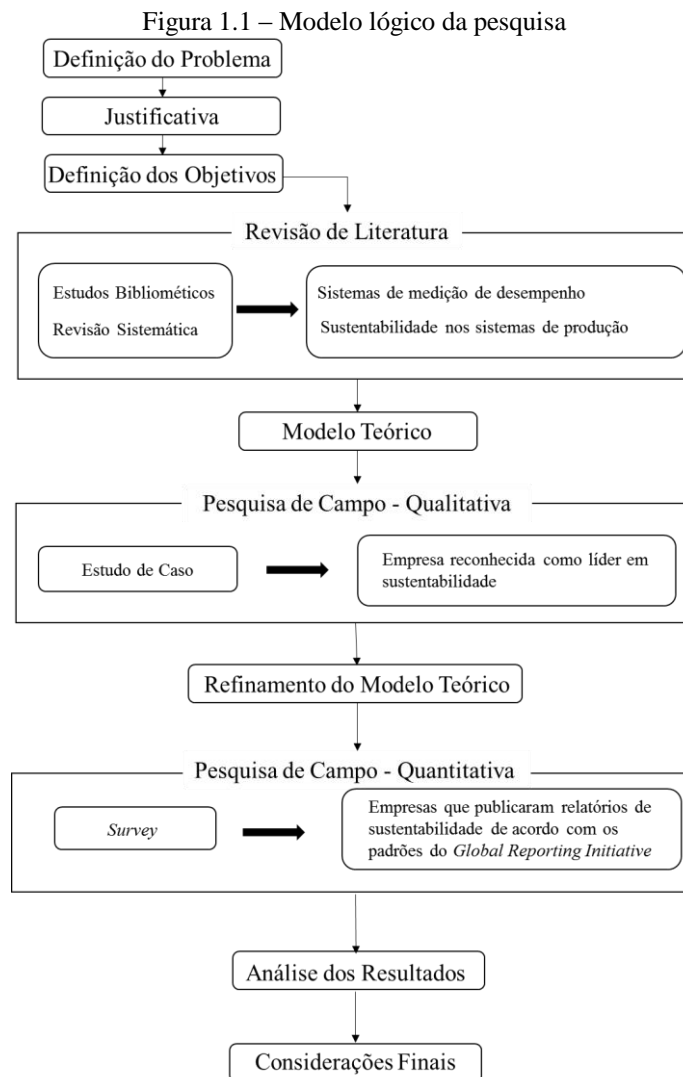 Figura 1.1 – Modelo lógico da pesquisa
Definição do Problema
Justificativa
Definição dos Objetivos
Revisão de Literatura
Estudos Bibliométicos
Revisão Sistemática
Sistemas de medição de desempenho
Sustentabilidade nos sistemas de produção
Modelo Teórico
Pesquisa de Campo - Qualitativa
Estudo de Caso
Empresa reconhecida como líder em
sustentabilidade
Refinamento do Modelo Teórico
Pesquisa de Campo - Quantitativa
Survey
Empresas que publicaram relatórios de
sustentabilidade de acordo com os
padrões do Global Reporting Initiative
Análise dos Resultados
Considerações Finais